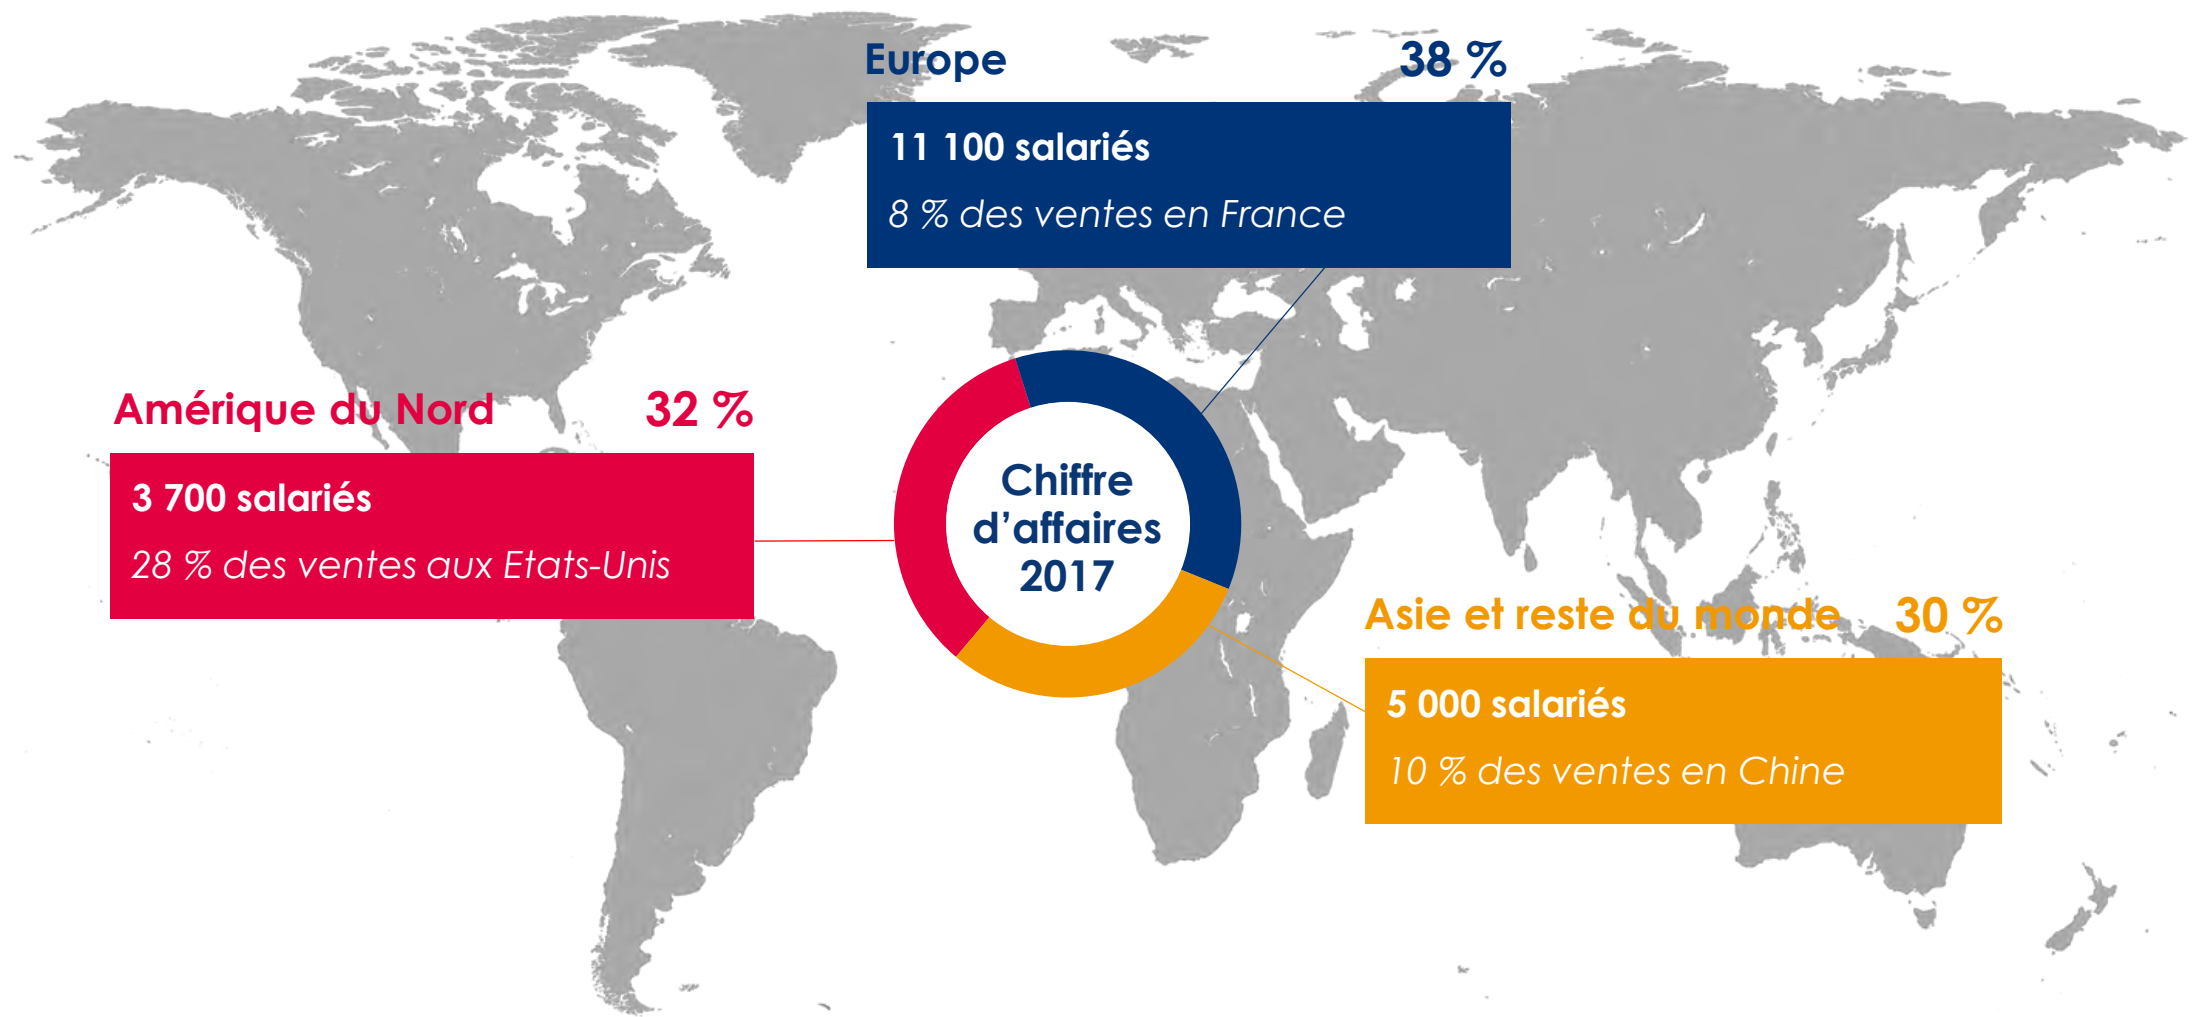 Europe 38 %
11 100 salariés
8 % des ventes en France
Amérique du Nord 32 %
3 700 salariés
28 % des ventes aux Etats-Unis
Chiffre
d’affaires
2017
Asie et reste du monde 30 %
5 000 salariés
10 % des ventes en Chine